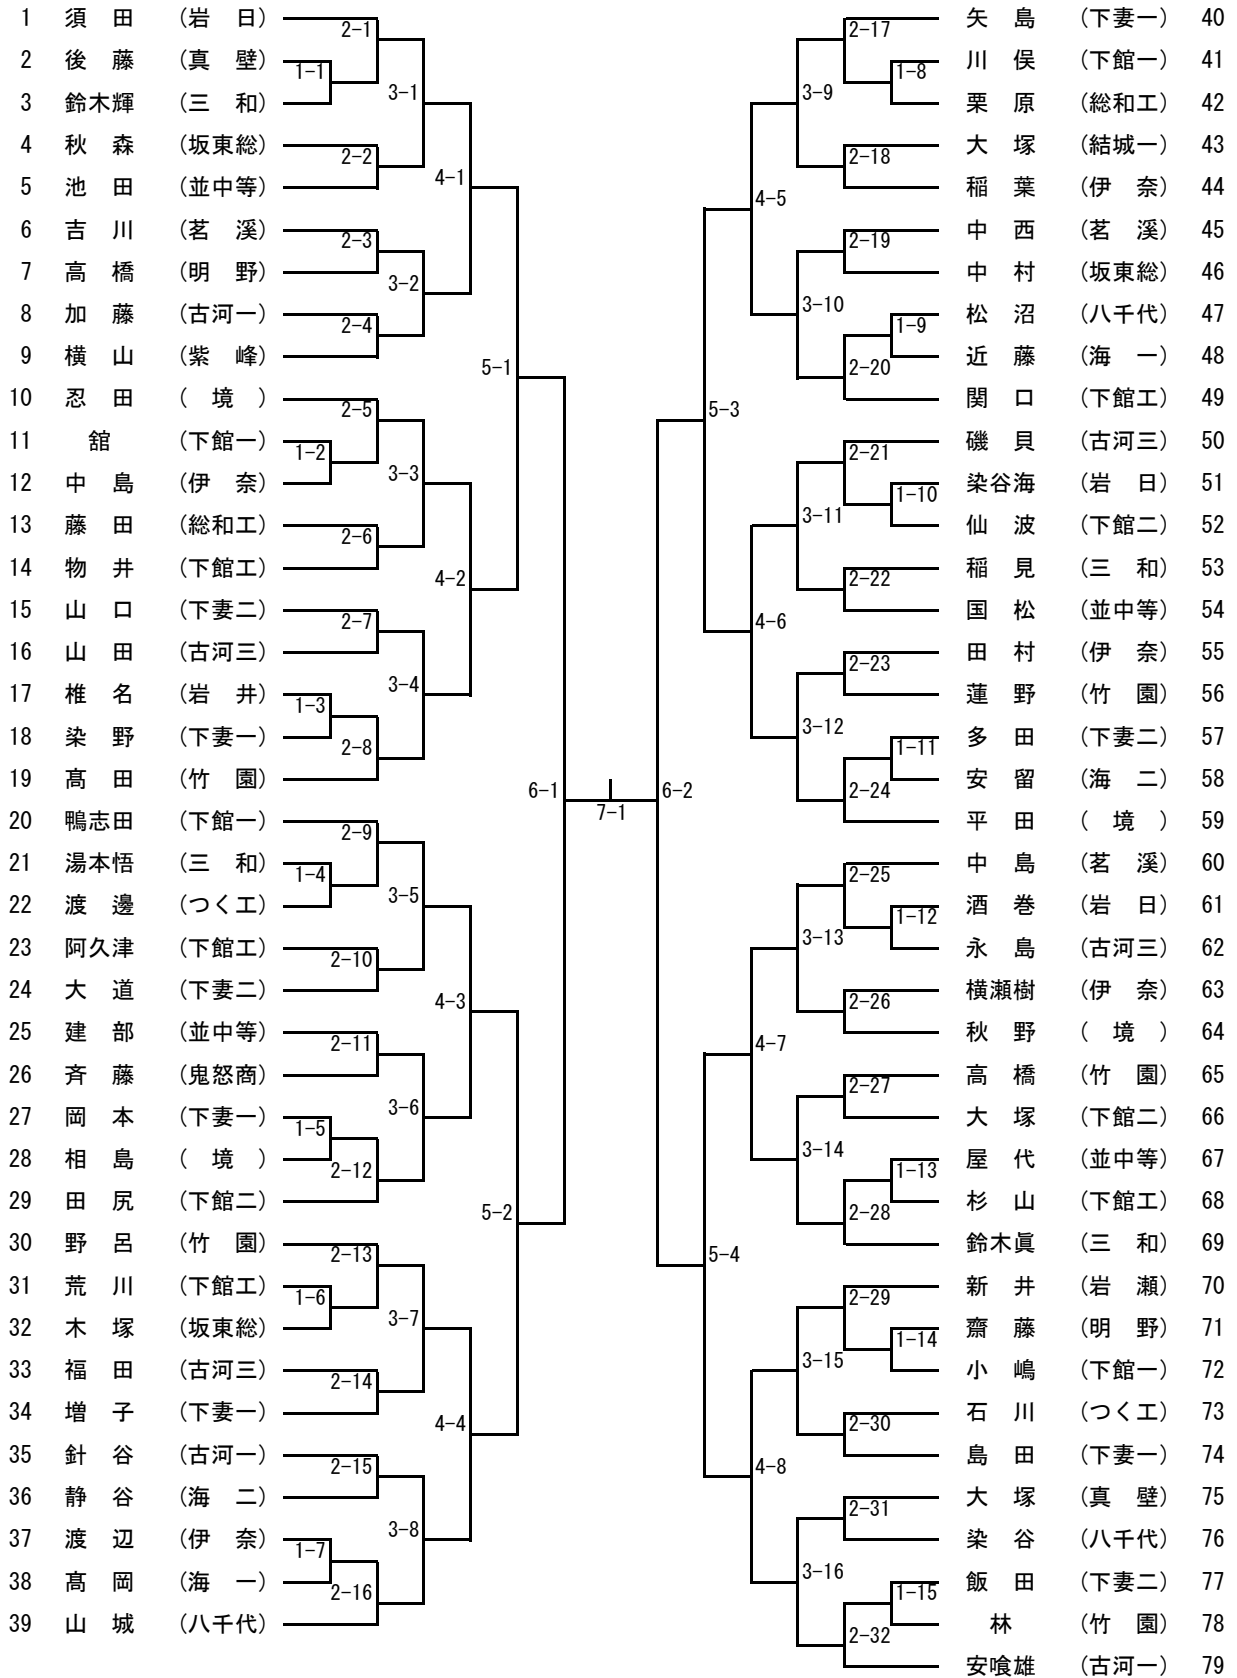 1 須 田 (岩 日)
2 後 藤 (真 壁)
3 鈴木輝 (三 和)
4 秋 森 (坂東総)
5 池 田 (並中等)
6 吉 川 (茗 溪)
7 高 橋 (明 野)
8 加 藤 (古河一)
9 横 山 (紫 峰)
10 忍 田 ( 境 )
11 舘 (下館一)
12 中 島 (伊 奈)
13 藤 田 (総和工)
14 物 井 (下館工)
15 山 口 (下妻二)
16 山 田 (古河三)
17 椎 名 (岩 井)
18 染 野 (下妻一)
19 髙 田 (竹 園)
20 鴨志田 (下館一)
21 湯本悟 (三 和)
22 渡 邊 (つく工)
23 阿久津 (下館工)
24 大 道 (下妻二)
25 建 部 (並中等)
26 斉 藤 (鬼怒商)
27 岡 本 (下妻一)
28 相 島 ( 境 )
29 田 尻 (下館二)
30 野 呂 (竹 園)
31 荒 川 (下館工)
32 木 塚 (坂東総)
33 福 田 (古河三)
34 増 子 (下妻一)
35 針 谷 (古河一)
36 静 谷 (海 二)
37 渡 辺 (伊 奈)
38 髙 岡 (海 一)
39 山 城 (八千代)
1-1
1-2
1-3
1-4
1-5
1-6
1-7
2-1
2-2
2-3
2-4
2-5
2-6
2-7
2-8
2-9
2-10
2-11
2-12
2-13
2-14
2-15
2-16
3-1
3-2
3-3
3-4
3-5
3-6
3-7
3-8
4-1
4-2
4-3
4-4
5-1
5-2
6-1
7-1
6-2
5-3
5-4
4-5
4-6
4-7
4-8
3-9
3-10
3-11
3-12
3-13
3-14
3-15
3-16
2-17
2-18
2-19
2-20
2-21
2-22
2-23
2-24
2-25
2-26
2-27
2-28
2-29
2-30
2-31
2-32
1-8
1-9
1-10
1-11
1-12
1-13
1-14
1-15
矢 島 (下妻一) 40
川 俣 (下館一) 41
栗 原 (総和工) 42
大 塚 (結城一) 43
稲 葉 (伊 奈) 44
中 西 (茗 溪) 45
中 村 (坂東総) 46
松 沼 (八千代) 47
近 藤 (海 一) 48
関 口 (下館工) 49
磯 貝 (古河三) 50
染谷海 (岩 日) 51
仙 波 (下館二) 52
稲 見 (三 和) 53
国 松 (並中等) 54
田 村 (伊 奈) 55
蓮 野 (竹 園) 56
多 田 (下妻二) 57
安 留 (海 二) 58
平 田 ( 境 ) 59
中 島 (茗 溪) 60
酒 巻 (岩 日) 61
永 島 (古河三) 62
横瀬樹 (伊 奈) 63
秋 野 ( 境 ) 64
高 橋 (竹 園) 65
大 塚 (下館二) 66
屋 代 (並中等) 67
杉 山 (下館工) 68
鈴木眞 (三 和) 69
新 井 (岩 瀬) 70
齋 藤 (明 野) 71
小 嶋 (下館一) 72
石 川 (つく工) 73
島 田 (下妻一) 74
大 塚 (真 壁) 75
染 谷 (八千代) 76
飯 田 (下妻二) 77
林 (竹 園) 78
安喰雄 (古河一) 79